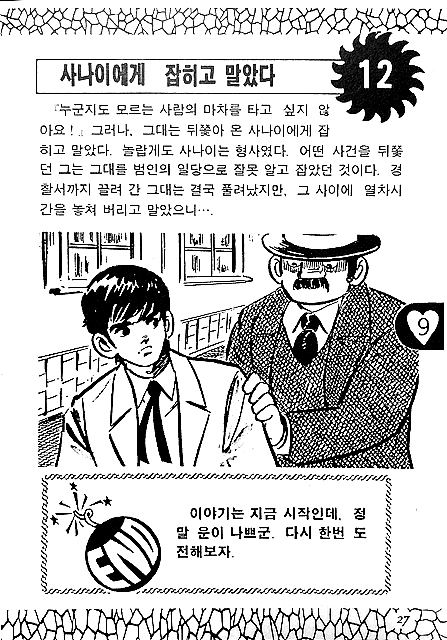 사나이에게 잡히고 말았다
12
『누군지도 모르는 사람의 마차를 타고 싶지 않
아요!』 그러나, 그대는 뒤쫓아 온 사나이에게 잡
히고 말았다. 놀랍게도 사나이는 형사였다. 어떤 사건을 뒤쫓
던 그는 그대를 범인의 일당으로 잘못 알고 잡았던 것이다. 경
찰서까지 끌려 간 그대는 결국 풀려났지만, 그 사이에 열차시
간을 놓쳐 버리고 말았으니….
9
END
이야기는 지금 시작인데, 정
말 운이 나쁘군. 다시 한번 도
전해보자.
27